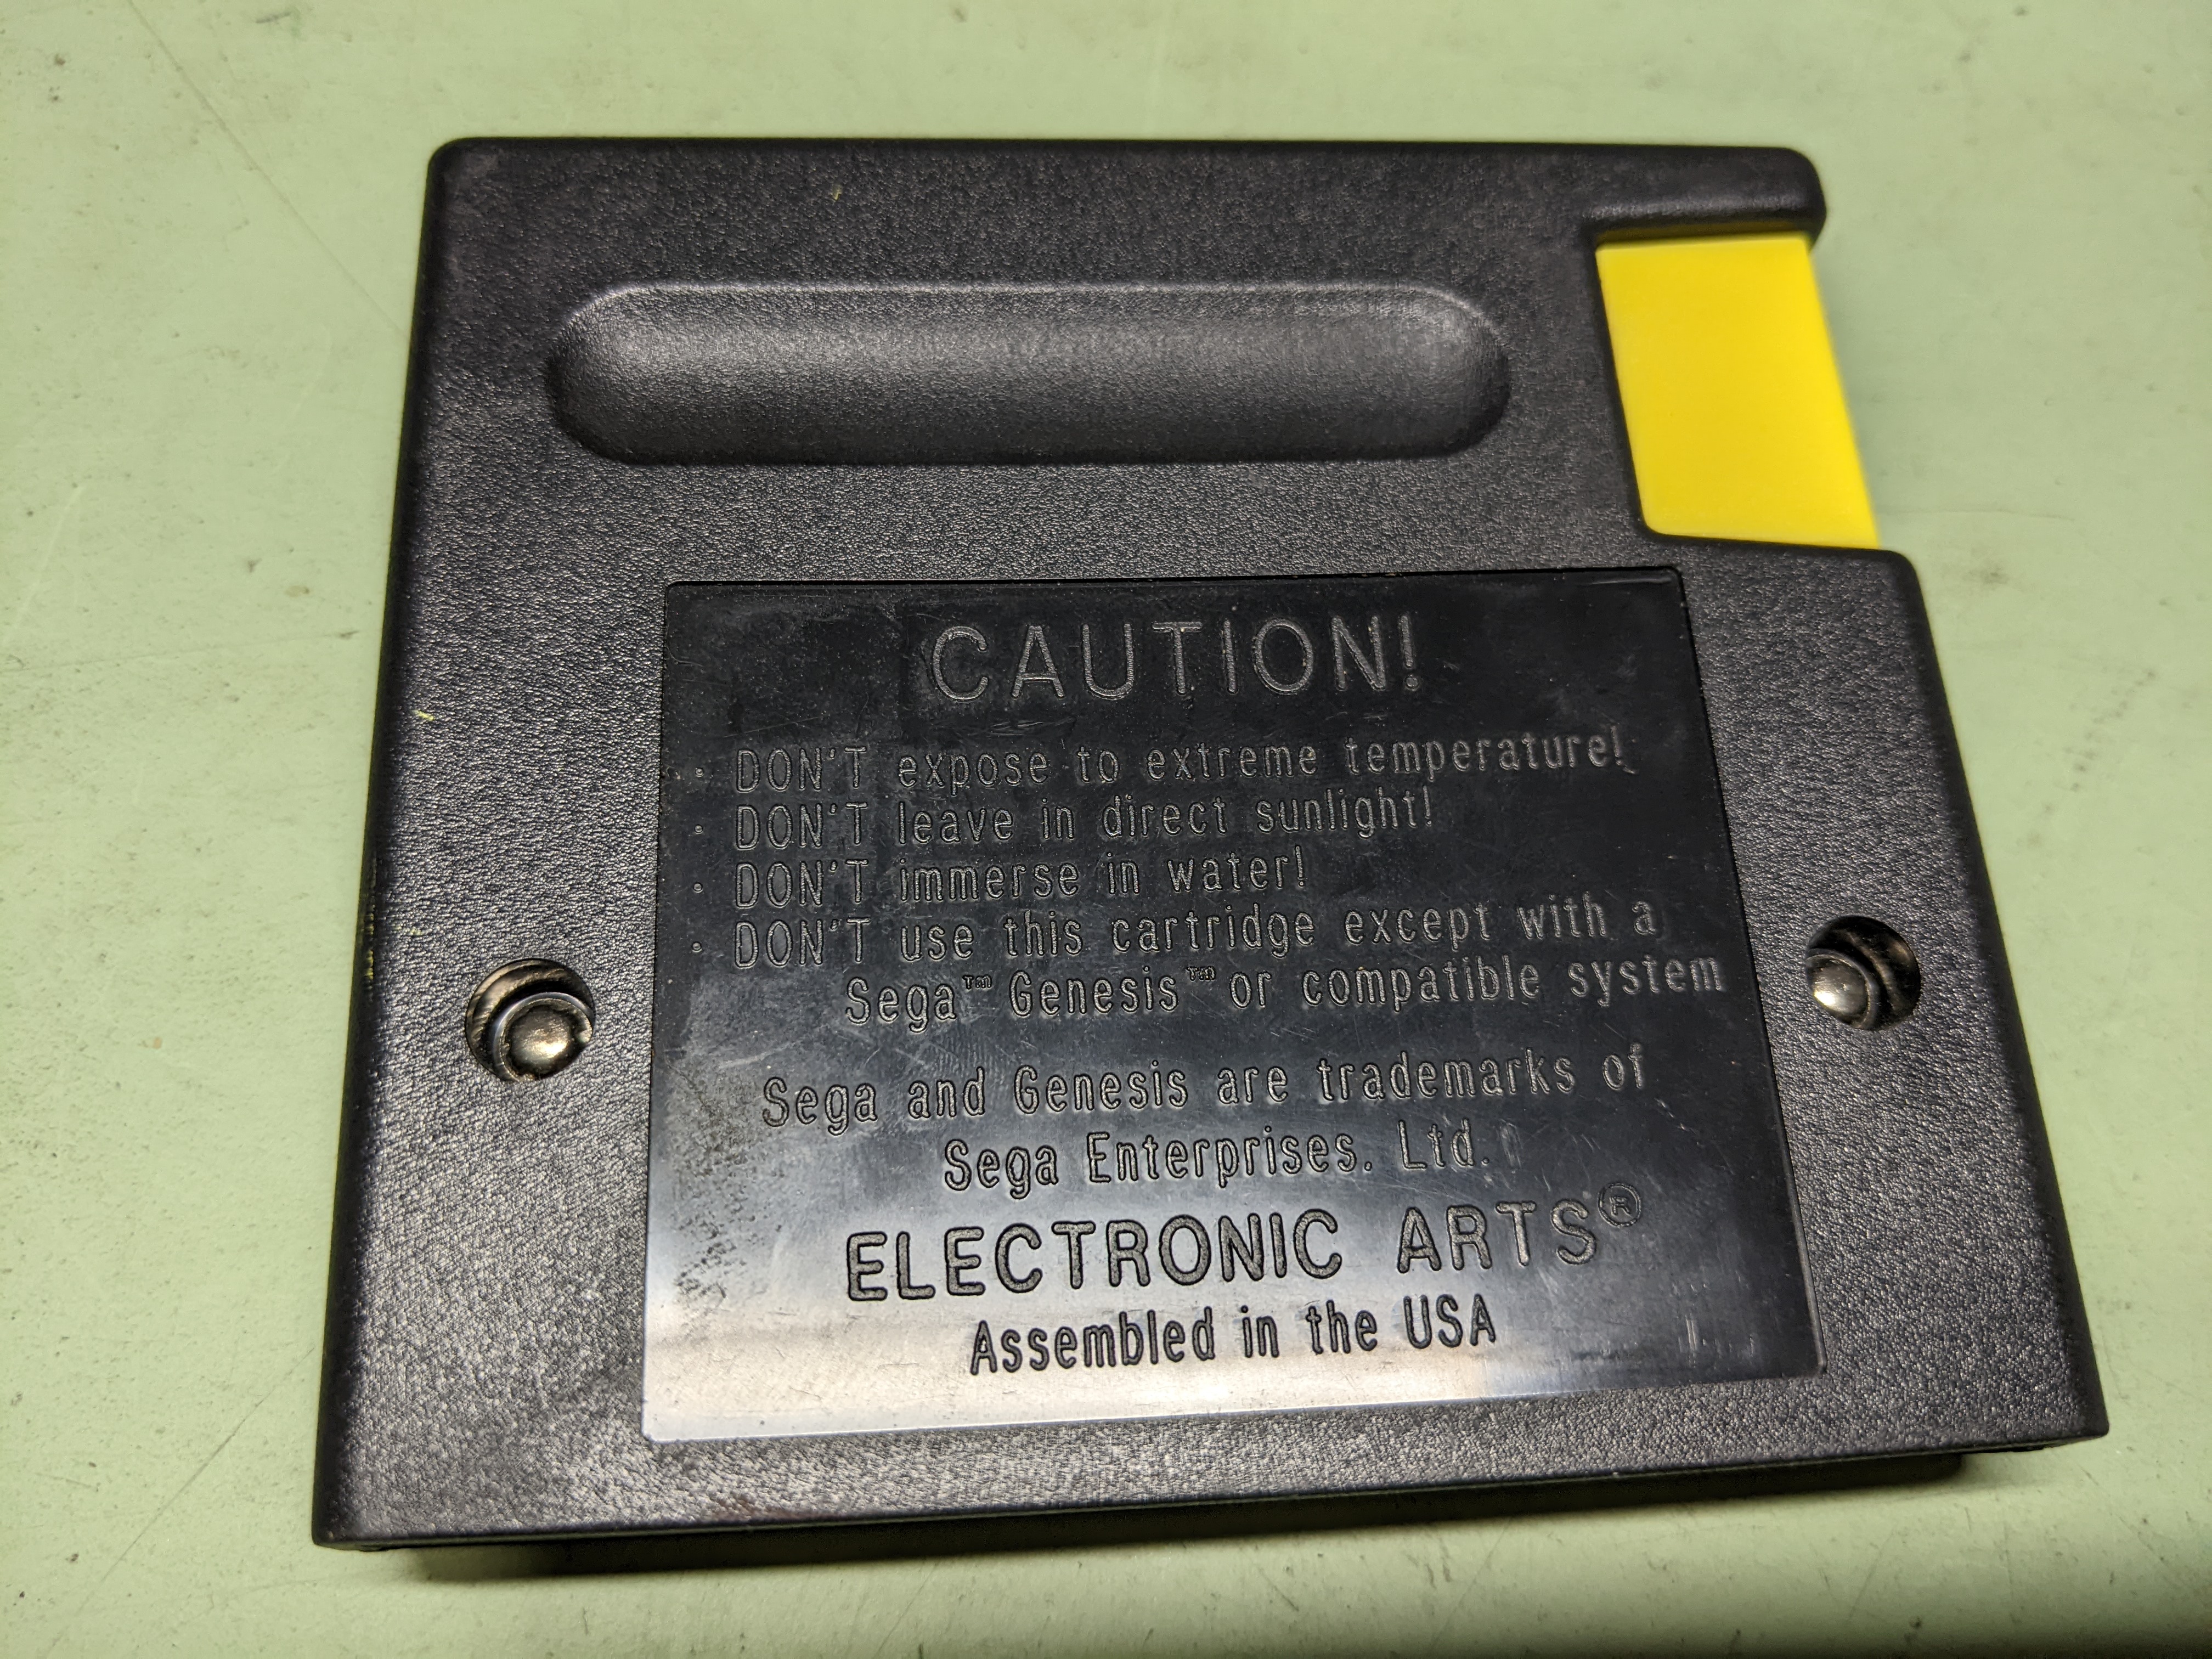 CAUTION!
· DON'T expose to extreme temperature!
· DON'T leave in direct sunlight!
· DON'T immerse in water!
· DON'T use this cartridge except with a
Sega™ Genesis™ or compatible system
Sega and Genesis are trademarks of
Sega Enterprises. Ltd.
ELECTRONIC ARTS®
Assembled in the USA